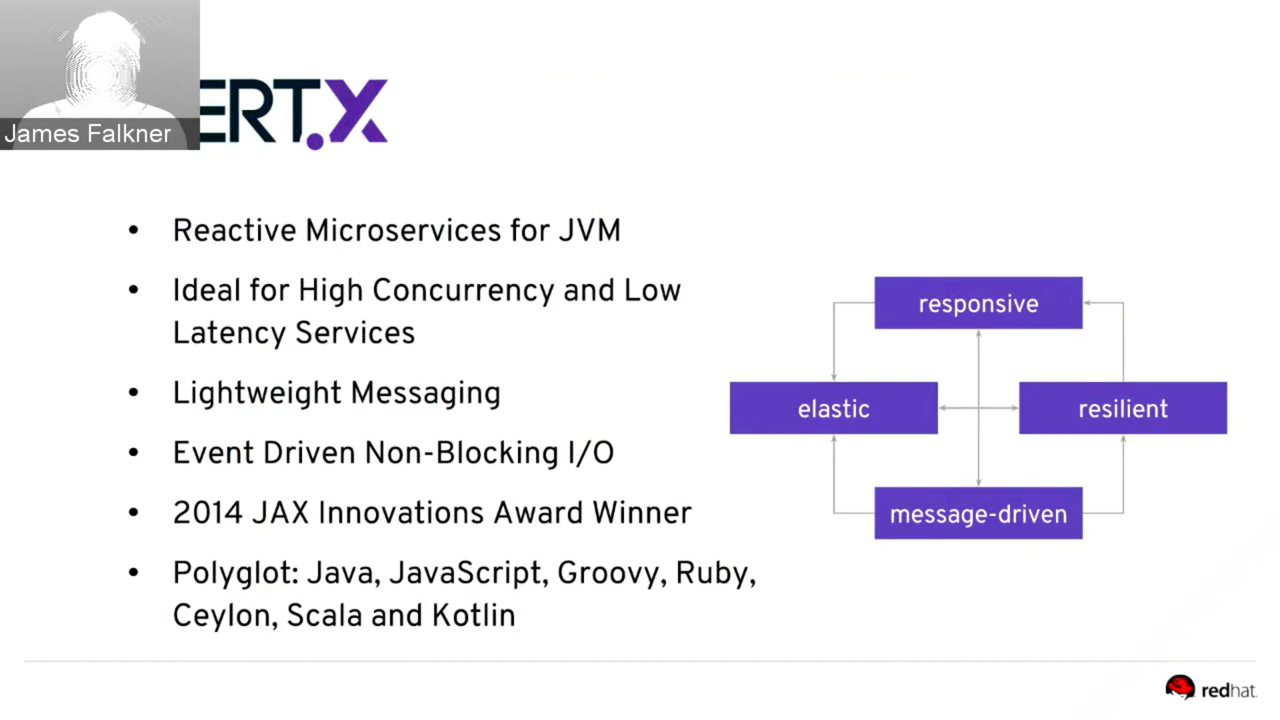 James Falkner
ERT.X
• Reactive Microservices for JVM
• Ideal for High Concurrency and Low
Latency Services
• Lightweight Messaging
• Event Driven Non-Blocking I/O
• 2014 JAX Innovations Award Winner
• Polyglot: Java, JavaScript, Groovy, Ruby,
Ceylon, Scala and Kotlin
responsive
elastic
resilient
message-driven
redhat.